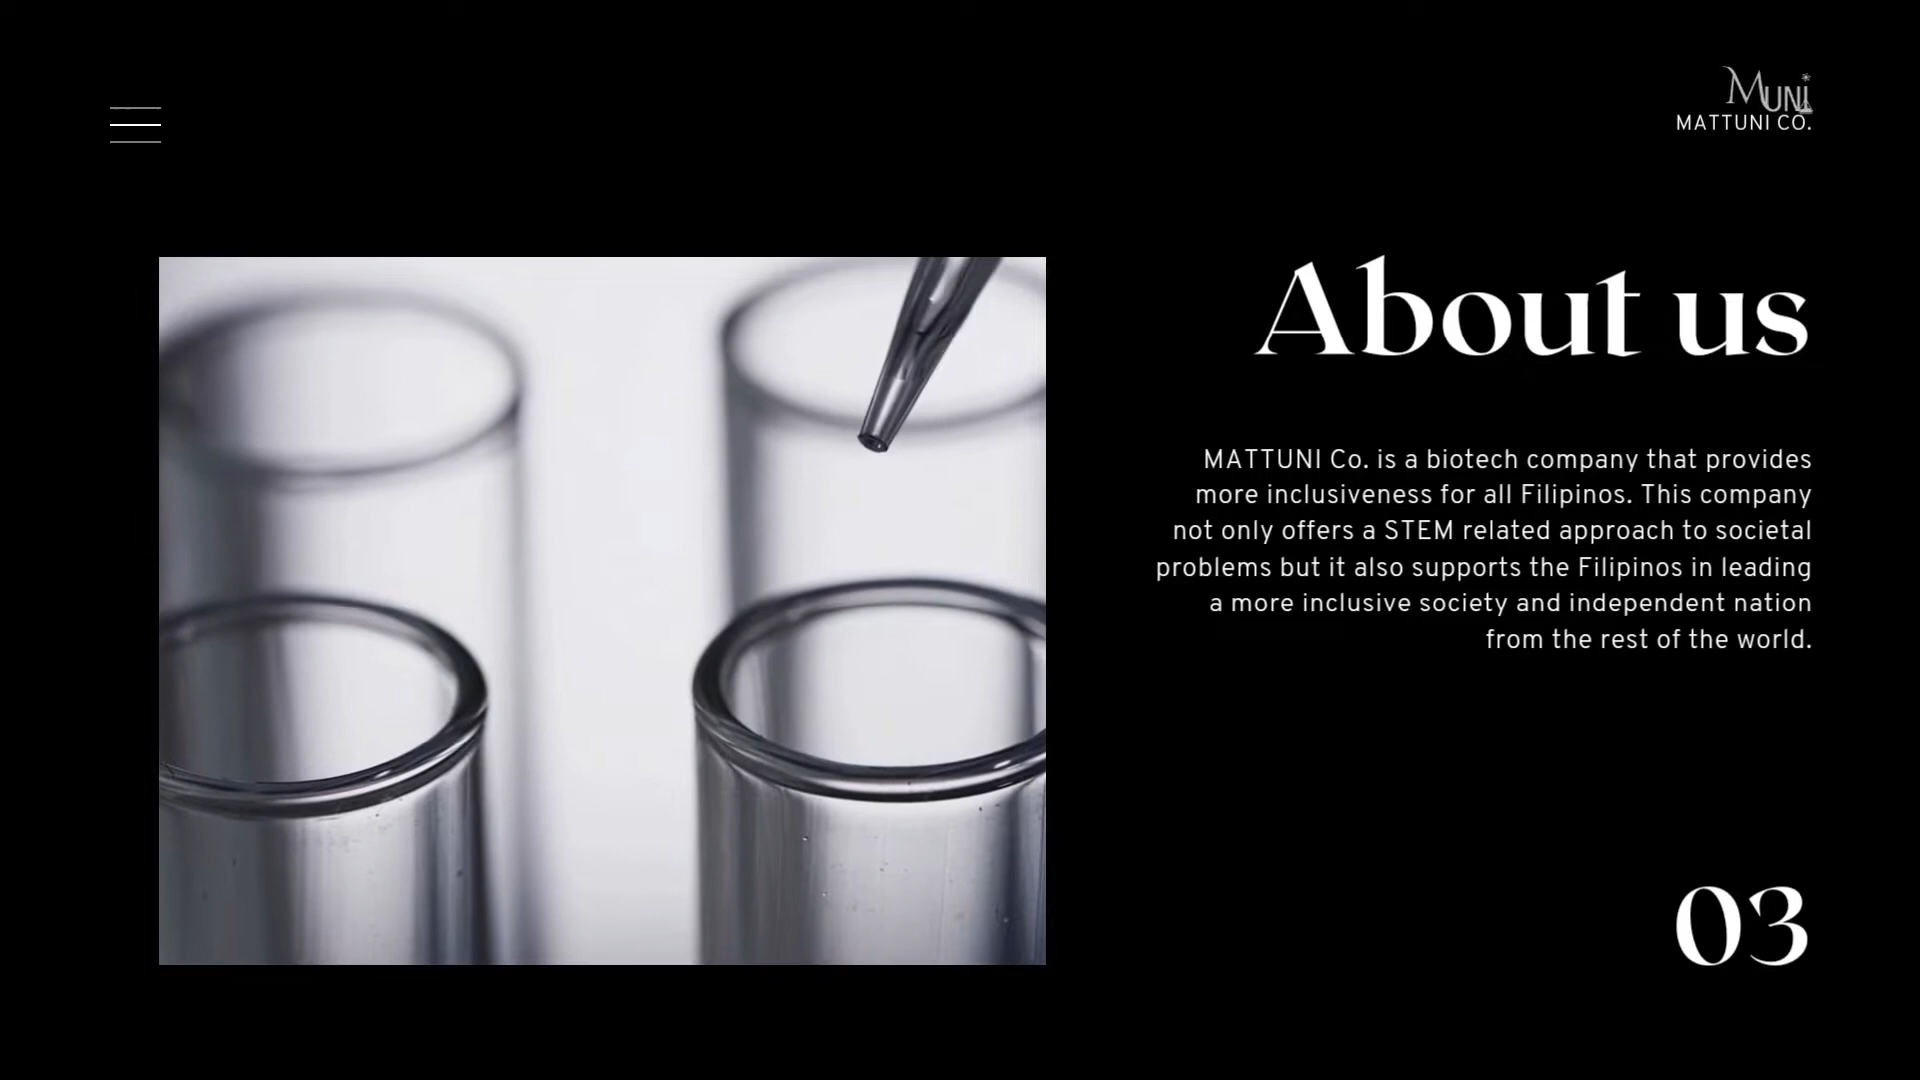 MUNI
MATTUNI CO.
About us
MATTUNI Co. is a biotech company that provides
more inclusiveness for all Filipinos. This company
not only offers a STEM related approach to societal
problems but it also supports the Filipinos in leading
a more inclusive society and independent nation
from the rest of the world.
03